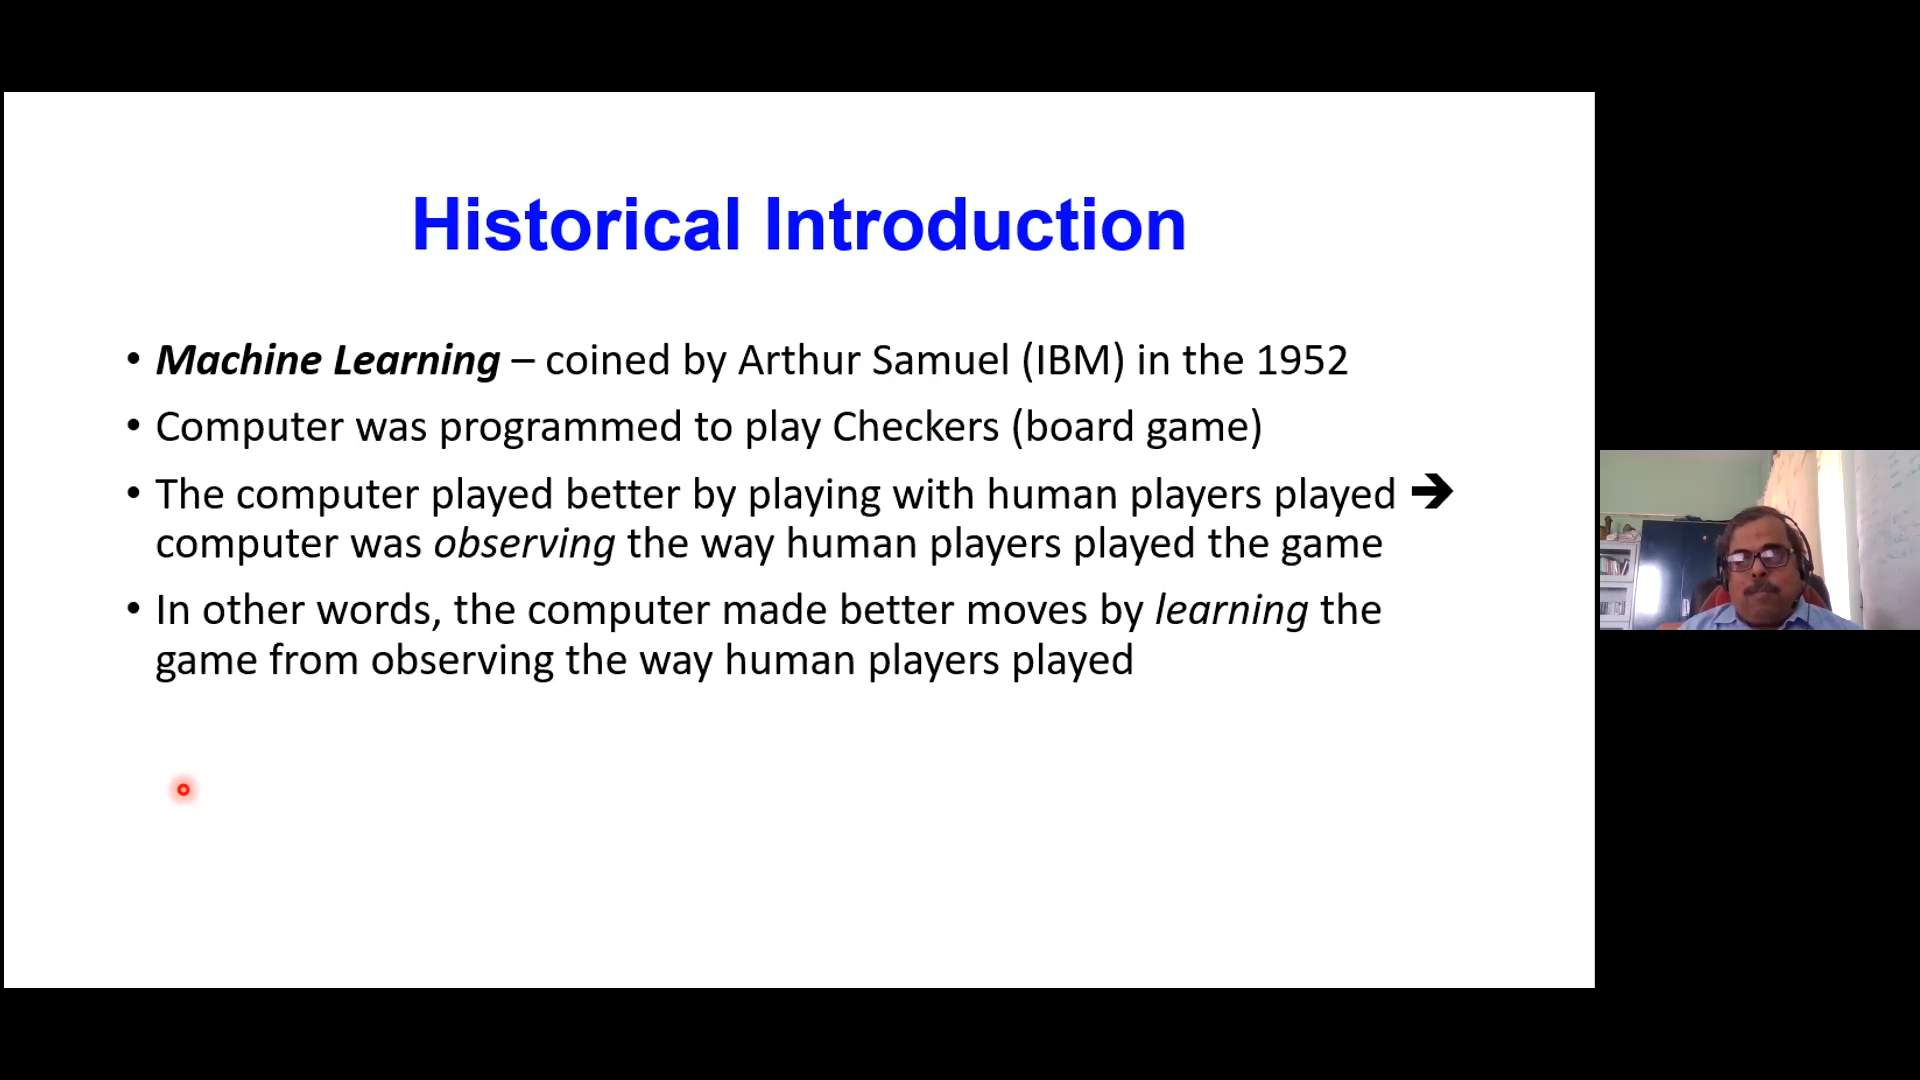 Historical Introduction
• Machine Learning – coined by Arthur Samuel (IBM) in the 1952
• Computer was programmed to play Checkers (board game)
• The computer played better by playing with human players played ➔
computer was observing the way human players played the game
• In other words, the computer made better moves by learning the
game from observing the way human players played